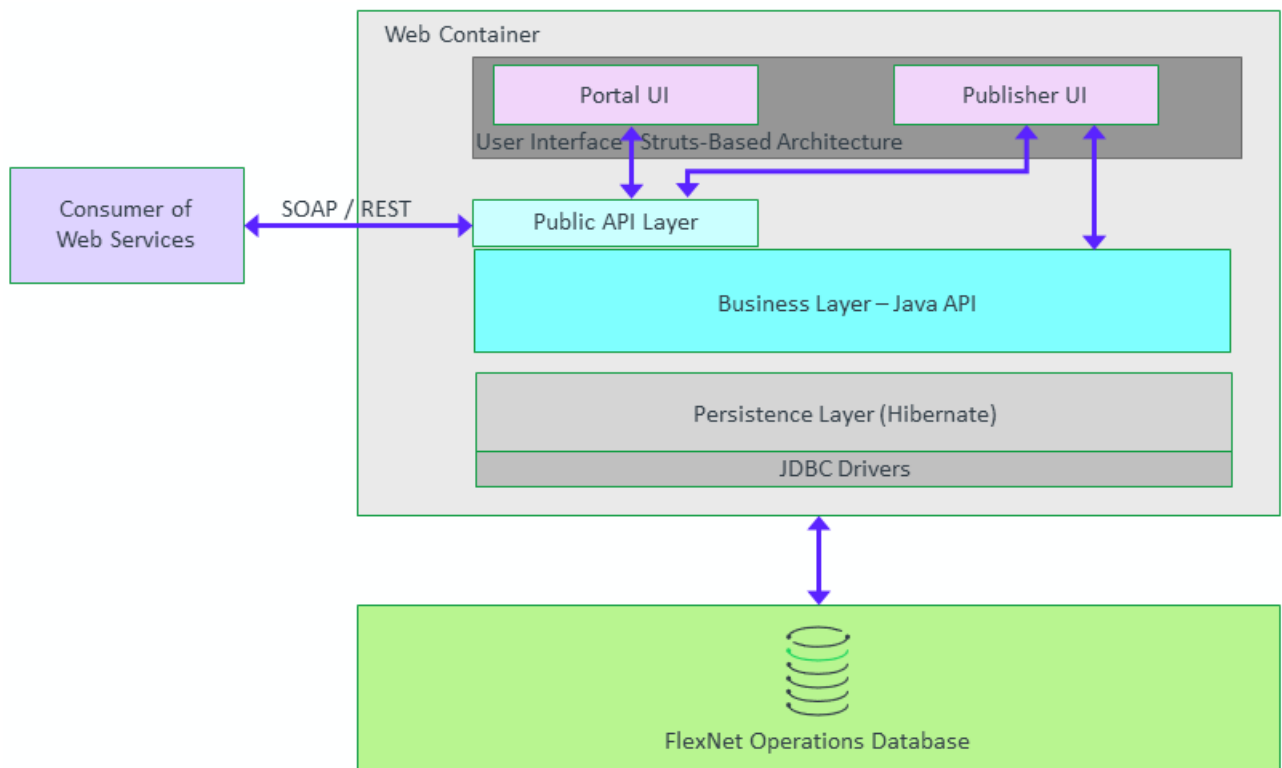 Web Container
Portal UI
Publisher UI
User Interface - Struts-Based Architecture
Consumer of
Web Services
SOAP / REST
Public API Layer
Business Layer – Java API
Persistence Layer (Hibernate)
JDBC Drivers
FlexNet Operations Database